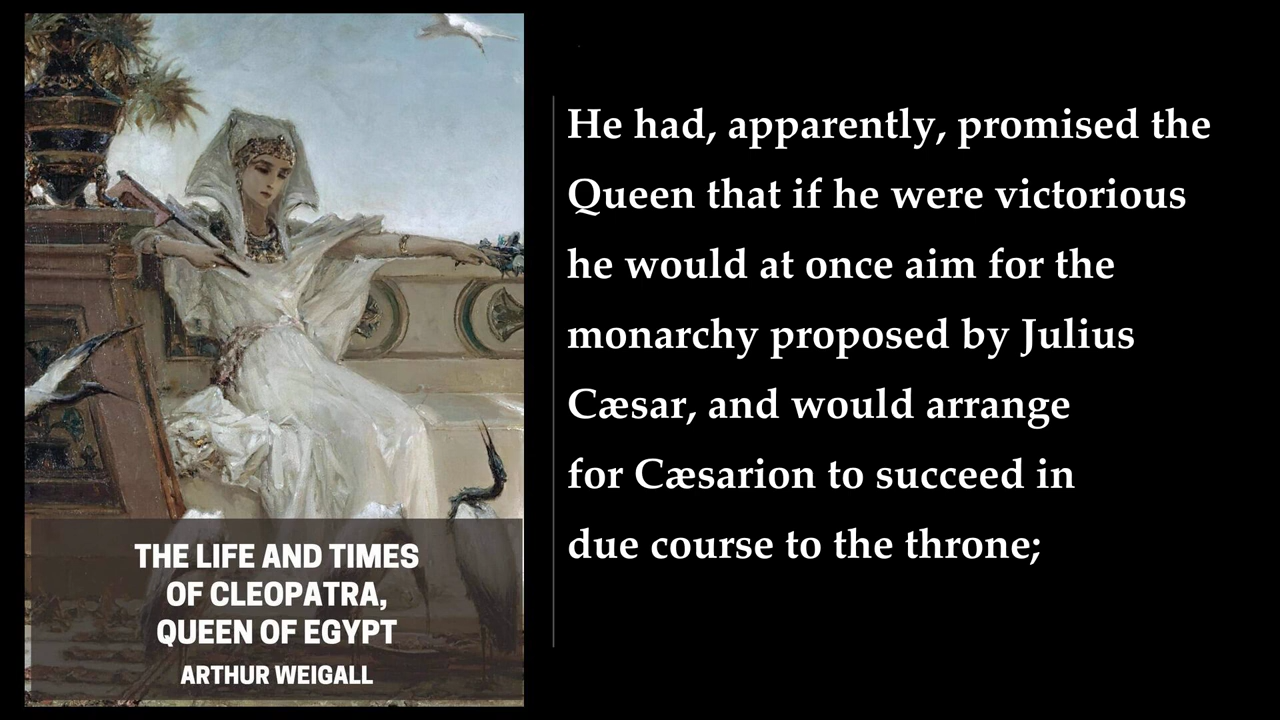 THE LIFE AND TIMES
OF CLEOPATRA,
QUEEN OF EGYPT
ARTHUR WEIGALL
He had, apparently, promised the
Queen that if he were victorious
he would at once aim for the
monarchy proposed by Julius
Cæsar, and would arrange
for Cæsarion to succeed in
due course to the throne;